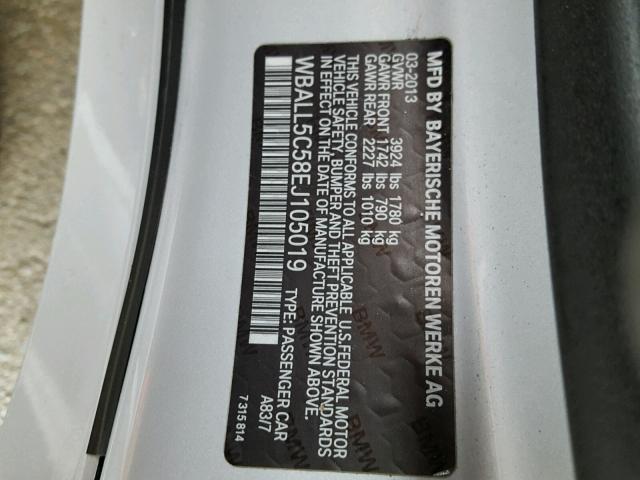 MFD BY BAYERISCHE MOTOREN WERKE AG
03-2013
GVWR 3924 lbs 1780 kg
GAWR FRONT 1742 lbs 790 kg
GAWR REAR 2227 lbs 1010 kg
THIS VEHICLE CONFORMS TO ALL APPLICABLE U.S.FEDERAL MOTOR
VEHICLE SAFETY, BUMPER AND THEFT PREVENTION STANDARDS
IN EFFECT ON THE DATE OF MANUFACTURE SHOWN ABOVE.
WBALL5C58EJ105019 TYPE: PASSENGER CAR
A83/7
7 315 814
BMW
BMW
BMW